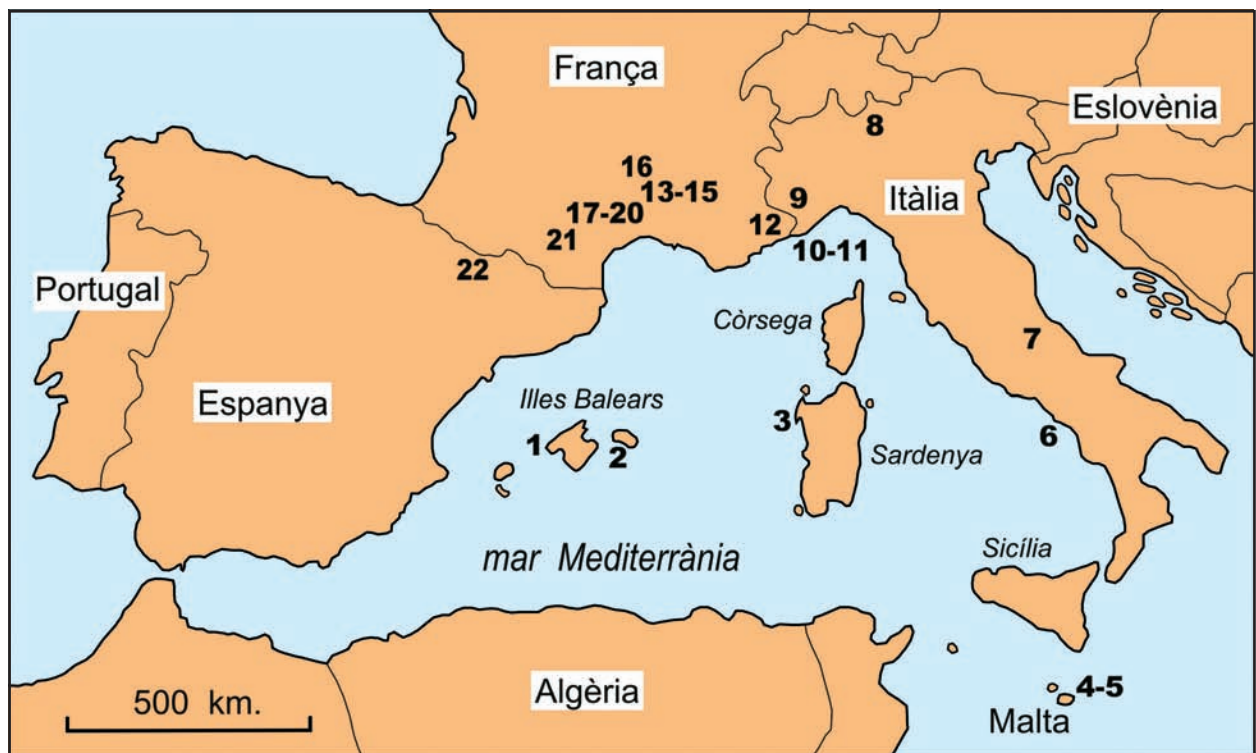 França
Eslovènia
8
16
13-15
9
Itàlia
17-20
12
21
10-11
22
Portugal
Còrsega
7
Espanya
Illes Balears
3
1
2
6
Sardenya
mar Mediterrània
Sicília
Algèria
4-5
500 km.
Malta